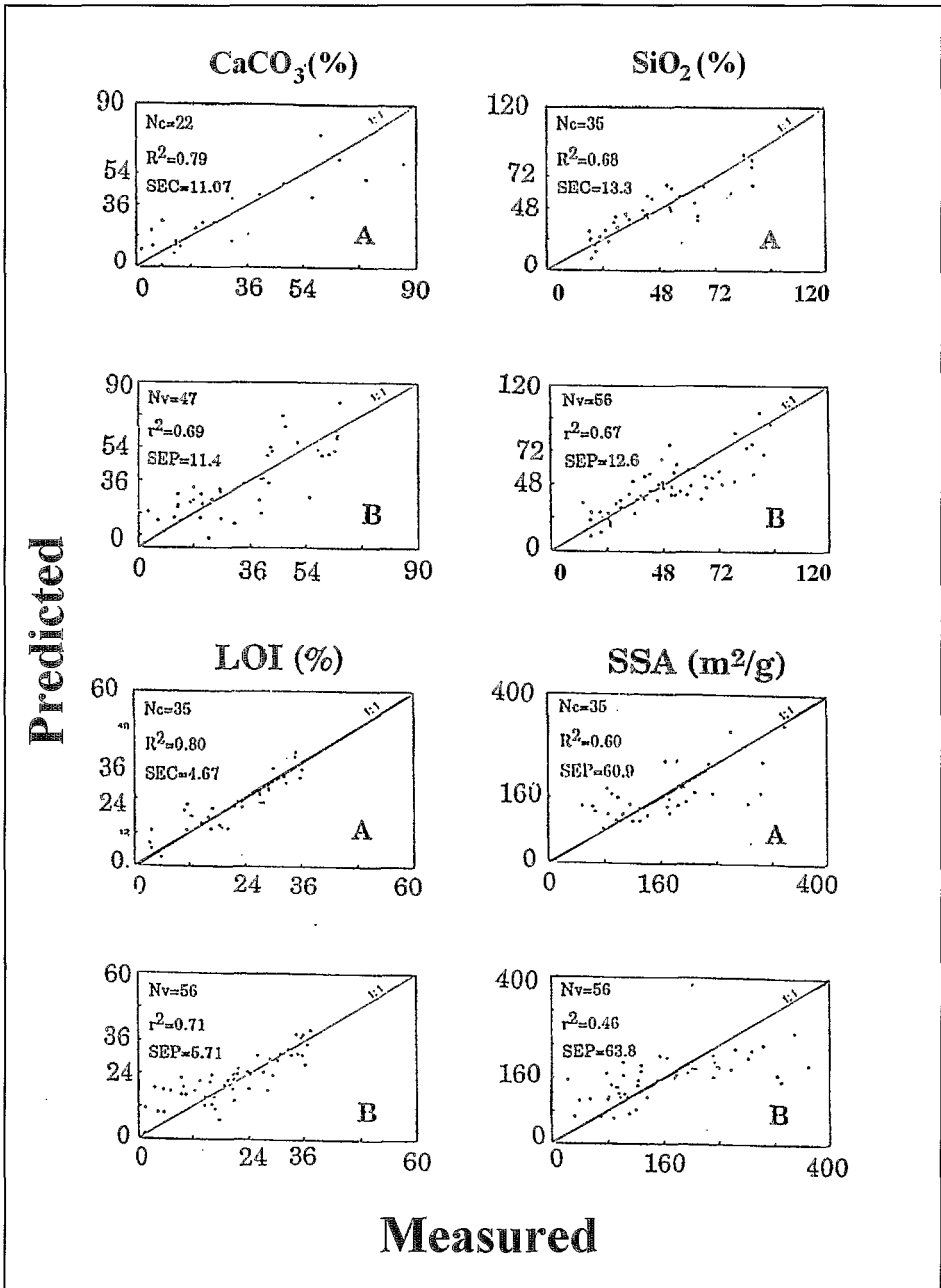 CaCO3 (%)
90
54
36
0
Nc=22
R²=0.79
SEC=11.07
1:1
A
0 36 54 90
SiO2 (%)
120
72
48
0
Nc=35
R²=0.68
SEC=13.3
1:1
A
0 48 72 120
90
54
36
0
Nv=47
r²=0.69
SEP=11.4
1:1
B
0 36 54 90
120
72
48
0
Nv=56
r²=0.67
SEP=12.6
1:1
B
0 48 72 120
Predicted
LOI (%)
60
36
24
12
0.
Nc=35
R²=0.80
SEC=4.67
1:1
A
0 24 36 60
SSA (m²/g)
400
160
0
Nc=35
R²=0.60
SEP=60.9
1:1
A
0 160 400
60
36
24
0
Nv=56
r²=0.71
SEP=5.71
1:1
B
0 24 36 60
400
160
0
Nv=56
r²=0.46
SEP=63.8
1:1
B
0 160 400
Measured